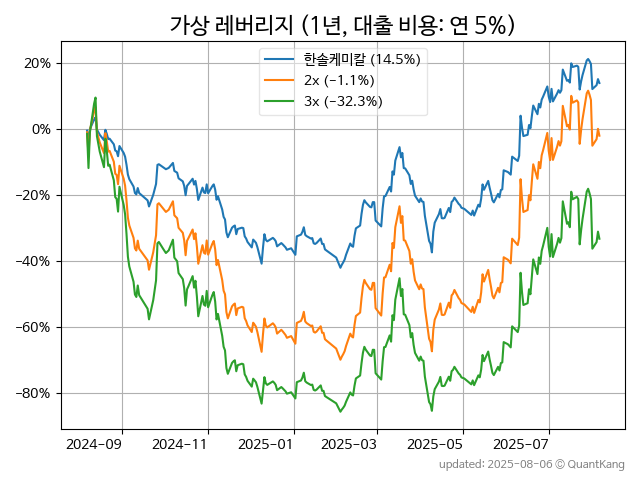 가상 레버리지 (1년, 대출 비용: 연 5%)
한솔케미칼 (14.5%)
2x (−1.1%)
3x (−32.3%)
20%
0%
−20%
−40%
−60%
−80%
2024-09 2024-11 2025-01 2025-03 2025-05 2025-07
updated: 2025-08-06 © QuantKang